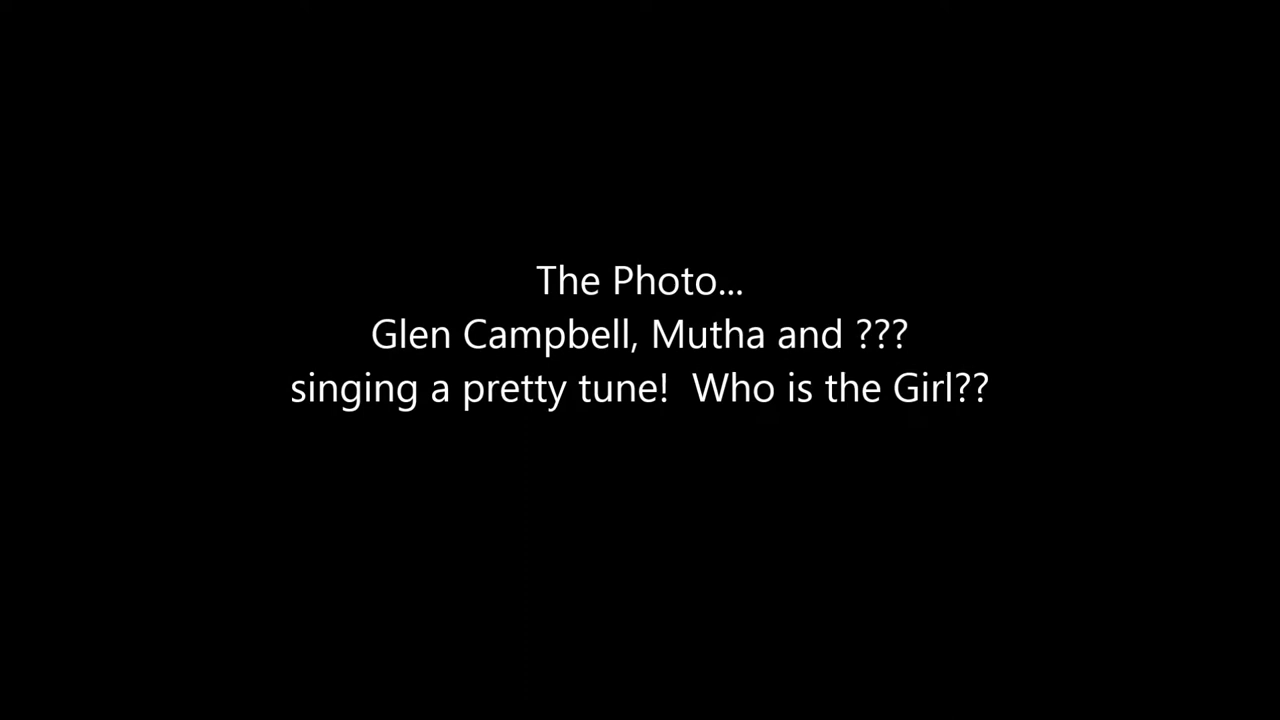 The Photo...
Glen Campbell, Mutha and ???
singing a pretty tune!  Who is the Girl??